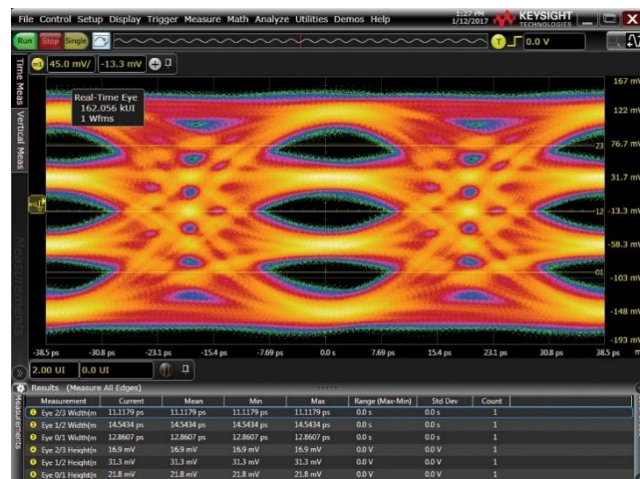 1:27 PM
File Control Setup Display Trigger Measure Math Analyze Utilities Demos Help
1/12/2017
KEYSIGHT
TECHNOLOGIES
Run Stop Single
T 0.0 V
m1 45.0 mV/ -13.3 mV
Time Meas
Vertical Meas
Measurements
Real-Time Eye
162.056 kUI
1 Wfms
167 mV
122 mV
23 76.7 mV
31.7 mV
12 -13.3 mV
-58.3 mV
01 -103 mV
-148 mV
-193 mV
-38.5 ps -30.8 ps -23.1 ps -15.4 ps -7.69 ps 0.0 s 7.69 ps 15.4 ps 23.1 ps 30.8 ps 38.5 ps
2.00 UI 0.0 UI
Results (Measure All Edges)
Measurements
Measurement Current Mean Min Max Range (Max-Min) Std Dev Count
1 Eye 2/3 Width(m 11.1179 ps 11.1179 ps 11.1179 ps 11.1179 ps 0.0 s 0.0 s 1
2 Eye 1/2 Width(m 14.5434 ps 14.5434 ps 14.5434 ps 14.5434 ps 0.0 s 0.0 s 1
3 Eye 0/1 Width(m 12.8607 ps 12.8607 ps 12.8607 ps 12.8607 ps 0.0 s 0.0 s 1
4 Eye 2/3 Height(n 16.9 mV 16.9 mV 16.9 mV 16.9 mV 0.0 V 0.0 V 1
5 Eye 1/2 Height(n 31.3 mV 31.3 mV 31.3 mV 31.3 mV 0.0 V 0.0 V 1
6 Eye 0/1 Height(n 21.8 mV 21.8 mV 21.8 mV 21.8 mV 0.0 V 0.0 V 1